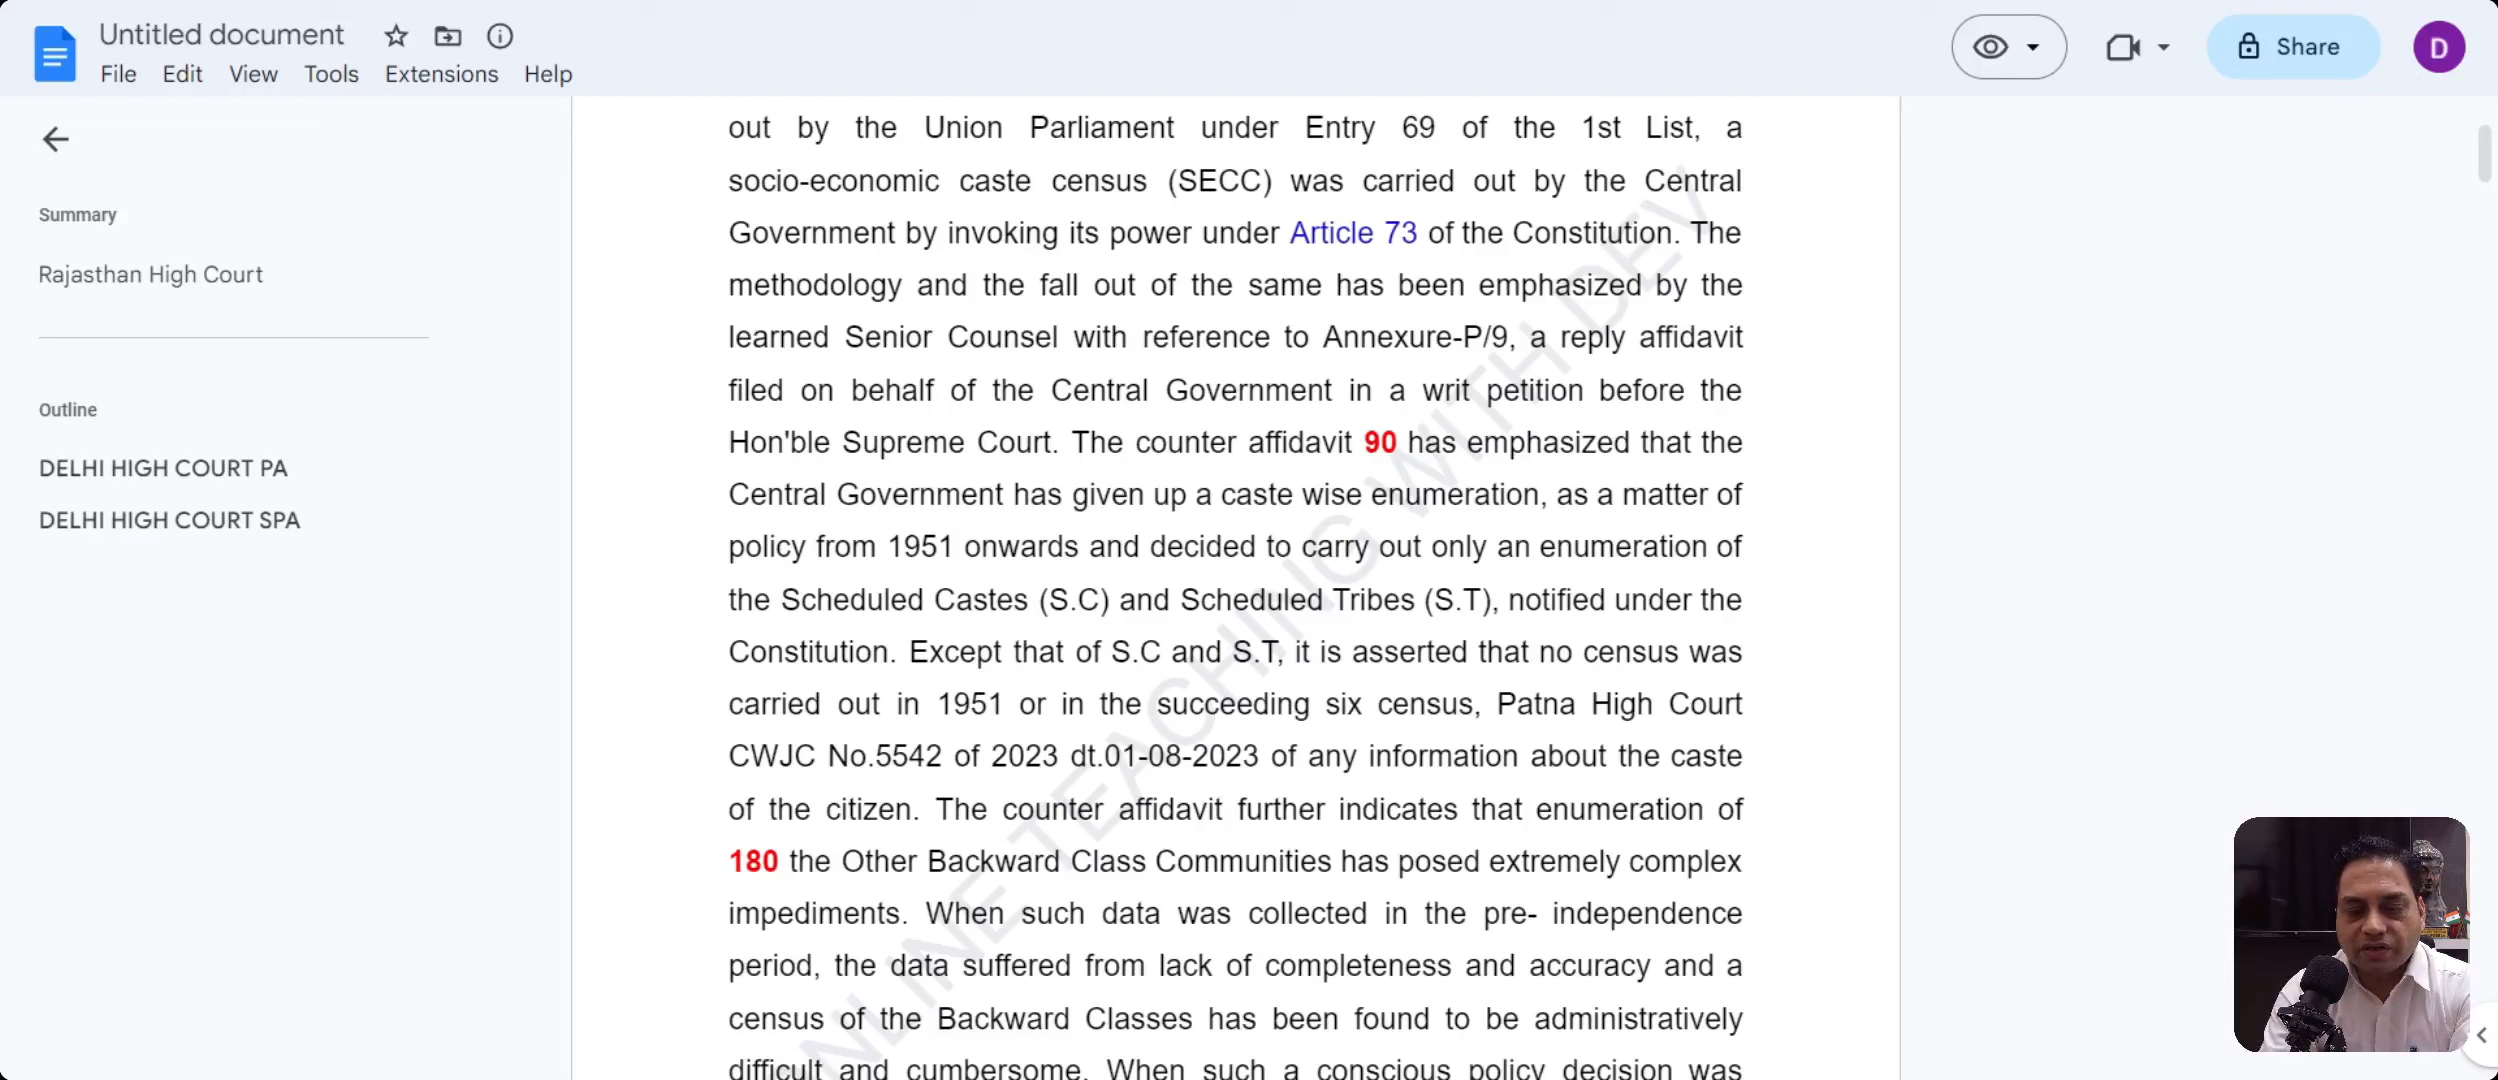 Untitled document
File Edit View Tools Extensions Help
Share
D
Summary
Rajasthan High Court
Outline
DELHI HIGH COURT PA
DELHI HIGH COURT SPA
out by the Union Parliament under Entry 69 of the 1st List, a
socio-economic caste census (SECC) was carried out by the Central
Government by invoking its power under Article 73 of the Constitution. The
methodology and the fall out of the same has been emphasized by the
learned Senior Counsel with reference to Annexure-P/9, a reply affidavit
filed on behalf of the Central Government in a writ petition before the
Hon'ble Supreme Court. The counter affidavit 90 has emphasized that the
Central Government has given up a caste wise enumeration, as a matter of
policy from 1951 onwards and decided to carry out only an enumeration of
the Scheduled Castes (S.C) and Scheduled Tribes (S.T), notified under the
Constitution. Except that of S.C and S.T, it is asserted that no census was
carried out in 1951 or in the succeeding six census, Patna High Court
CWJC No.5542 of 2023 dt.01-08-2023 of any information about the caste
of the citizen. The counter affidavit further indicates that enumeration of
180 the Other Backward Class Communities has posed extremely complex
impediments. When such data was collected in the pre- independence
period, the data suffered from lack of completeness and accuracy and a
census of the Backward Classes has been found to be administratively
difficult and cumbersome. When such a conscious policy decision was
NLINE TEACHING WITH DEV